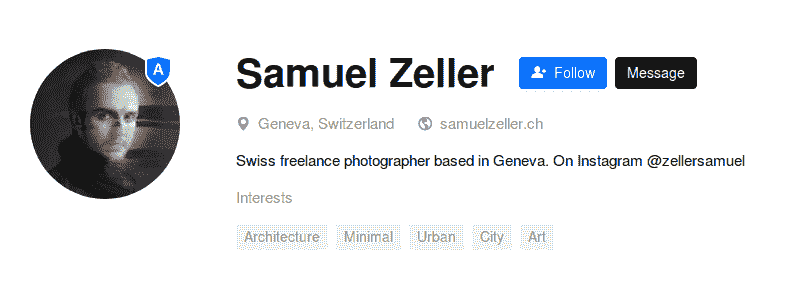 A
Samuel Zeller
Follow
Message
Geneva, Switzerland
samuelzeller.ch
Swiss freelance photographer based in Geneva. On Instagram @zellersamuel
Interests
Architecture
Minimal
Urban
City
Art